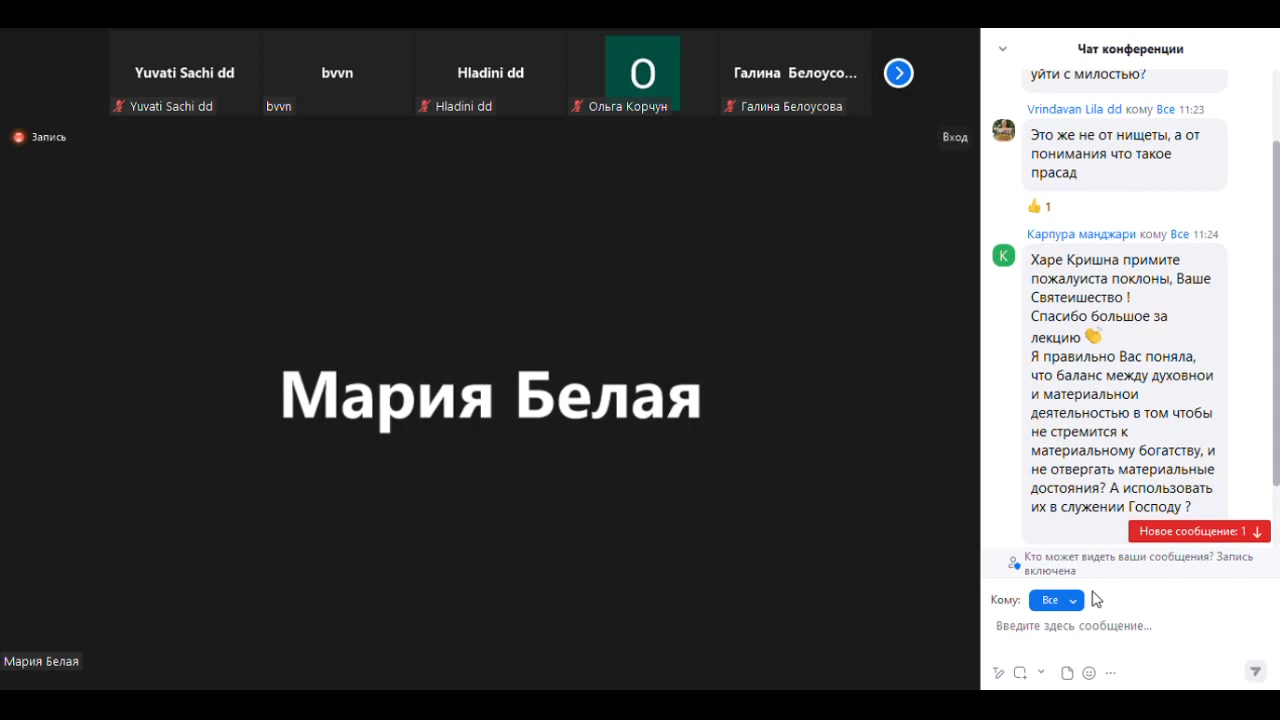 Yuvati Sachi dd
Yuvati Sachi dd
bvvn
bvvn
Hladini dd
Hladini dd
О
Ольга Корчун
Галина Белоусо...
Галина Белоусова
Запись
Вход
Мария Белая
Мария Белая
Чат конференции
уйти с милостью?
Vrindavan Lila dd кому Все 11:23
Это же не от нищеты, а от
понимания что такое
прасад
👍 1
Карпура манджари кому Все 11:24
К
Харе Кришна примите
пожалуиста поклоны, Ваше
Святеишество !
Спасибо большое за
лекцию 👏
Я правильно Вас поняла,
что баланс между духовнои
и материальнои
деятельностью в том чтобы
не стремится к
материальному богатству, и
не отвергать материальные
достояния? А использовать
их в служении Господу ?
Новое сообщение: 1 ↓
Кто может видеть ваши сообщения? Запись
включена
Кому: Все
Введите здесь сообщение...